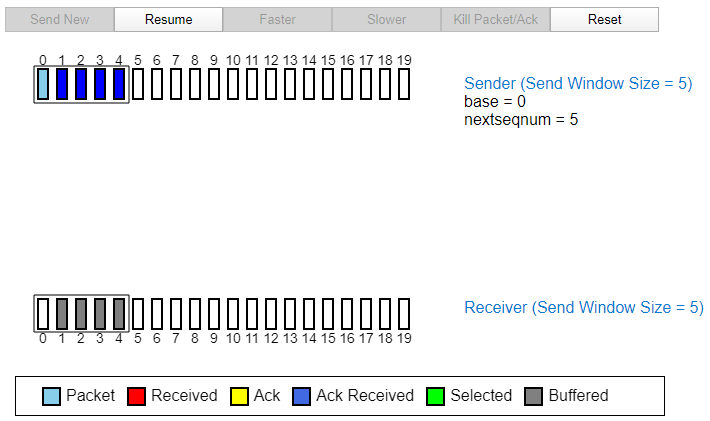 Send New Resume Faster Slower Kill Packet/Ack Reset
0 1 2 3 4 5 6 7 8 9 10 11 12 13 14 15 16 17 18 19
Sender (Send Window Size = 5)
base = 0
nextseqnum = 5
Receiver (Send Window Size = 5)
0 1 2 3 4 5 6 7 8 9 10 11 12 13 14 15 16 17 18 19
Packet Received Ack Ack Received Selected Buffered